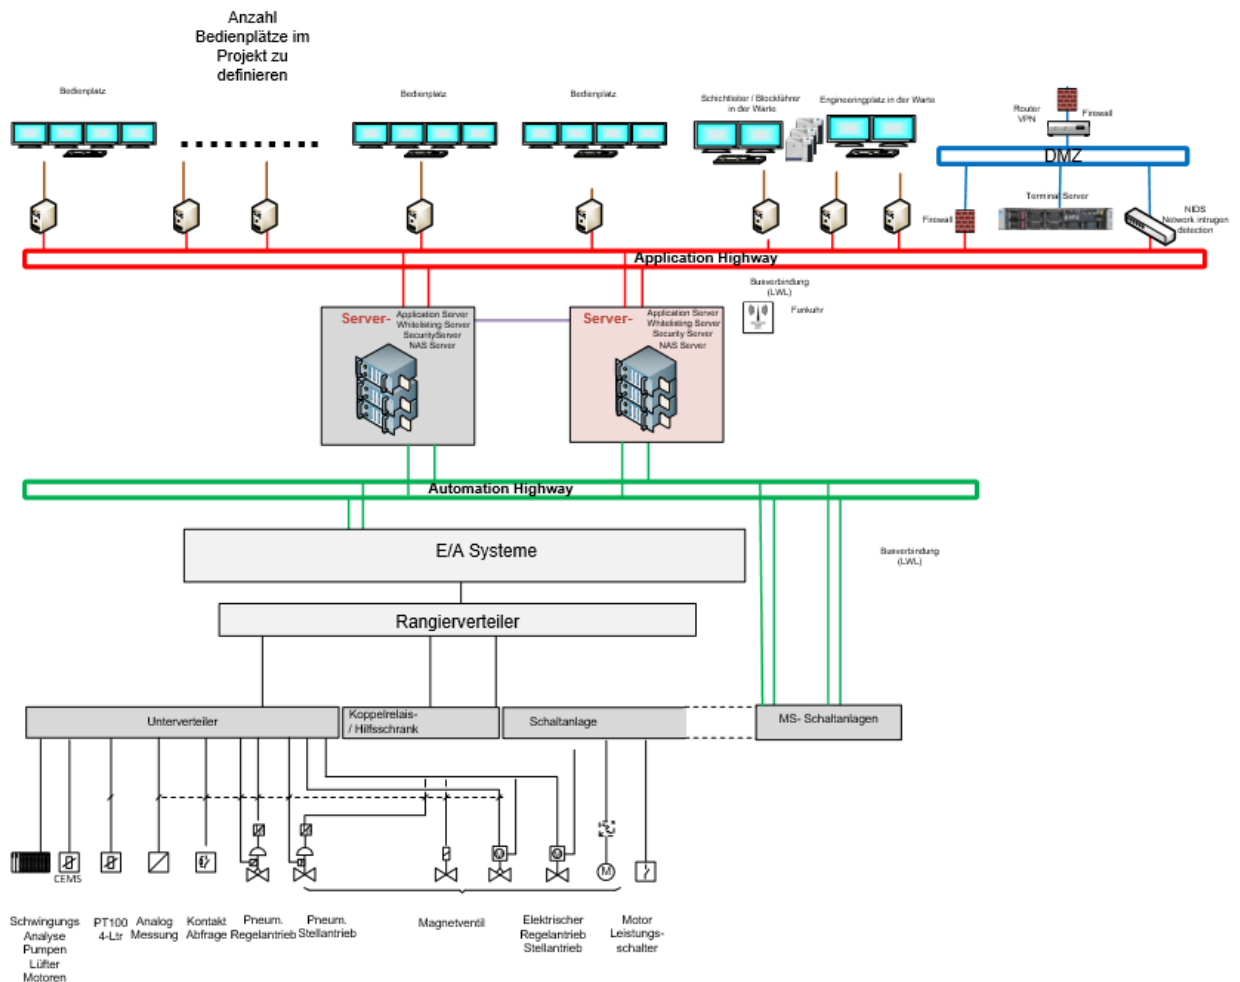 Anzahl
Bedienplätze im
Projekt zu
definieren
Bedienplatz
Bedienplatz
Bedienplatz
Schichtleiter / Blockführer
in der Warte
Engineeringplatz in der Warte
Router
VPN
Firewall
DMZ
Terminal Server
Firewall
NIDS
Network intrugen
detection
Application Highway
Busverbindung
(LWL)
Funkuhr
Server-
Application Server
Whitelisting Server
SecurityServer
NAS Server
Server-
Application Server
Whitelisting Server
Security Server
NAS Server
Automation Highway
E/A Systeme
Busverbindung
(LWL)
Rangierverteiler
Unterverteiler
Koppelrelais-
/ Hilfsschrank
Schaltanlage
MS- Schaltanlagen
M
M
M
CEMS
Schwingungs
Analyse
Pumpen
Lüfter
Motoren
PT100
4-Ltr
Analog
Messung
Kontakt
Abfrage
Pneum.
Regelantrieb
Pneum.
Stellantrieb
Magnetventil
Elektrischer
Regelantrieb
Stellantrieb
Motor
Leistungs-
schalter